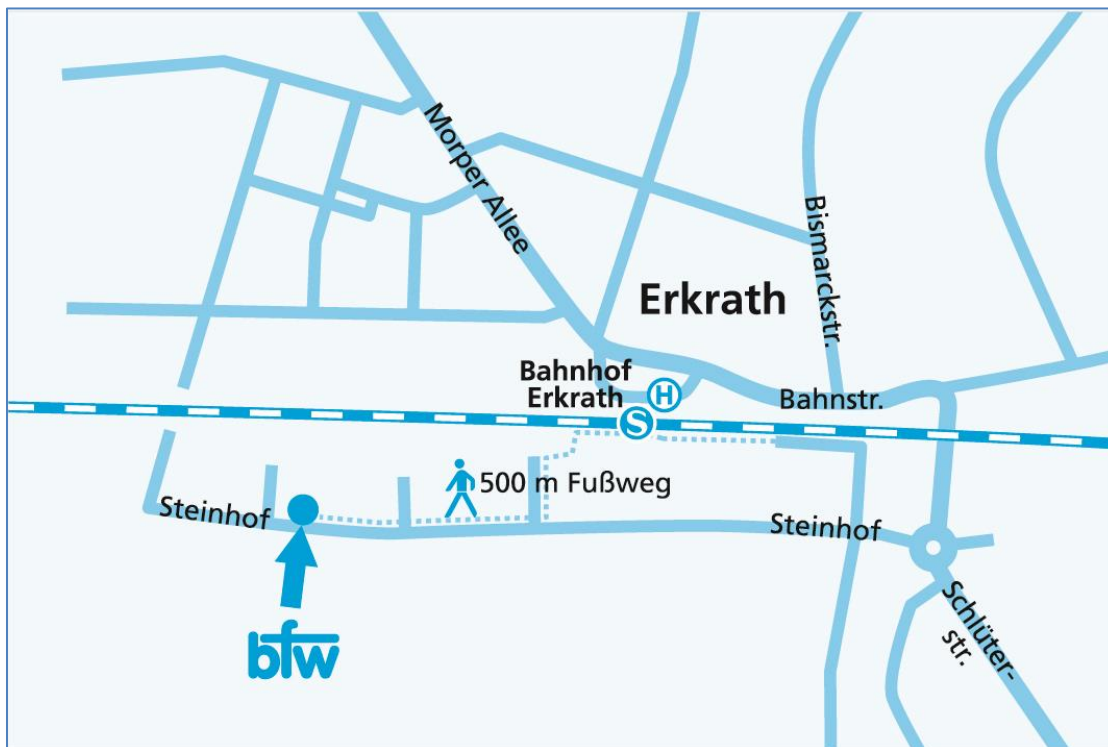 Morper Allee
Bismarckstr.
Erkrath
Bahnhof
Erkrath
H
S
Bahnstr.
500 m Fußweg
Steinhof
Steinhof
Schlüter-
str.
bfw